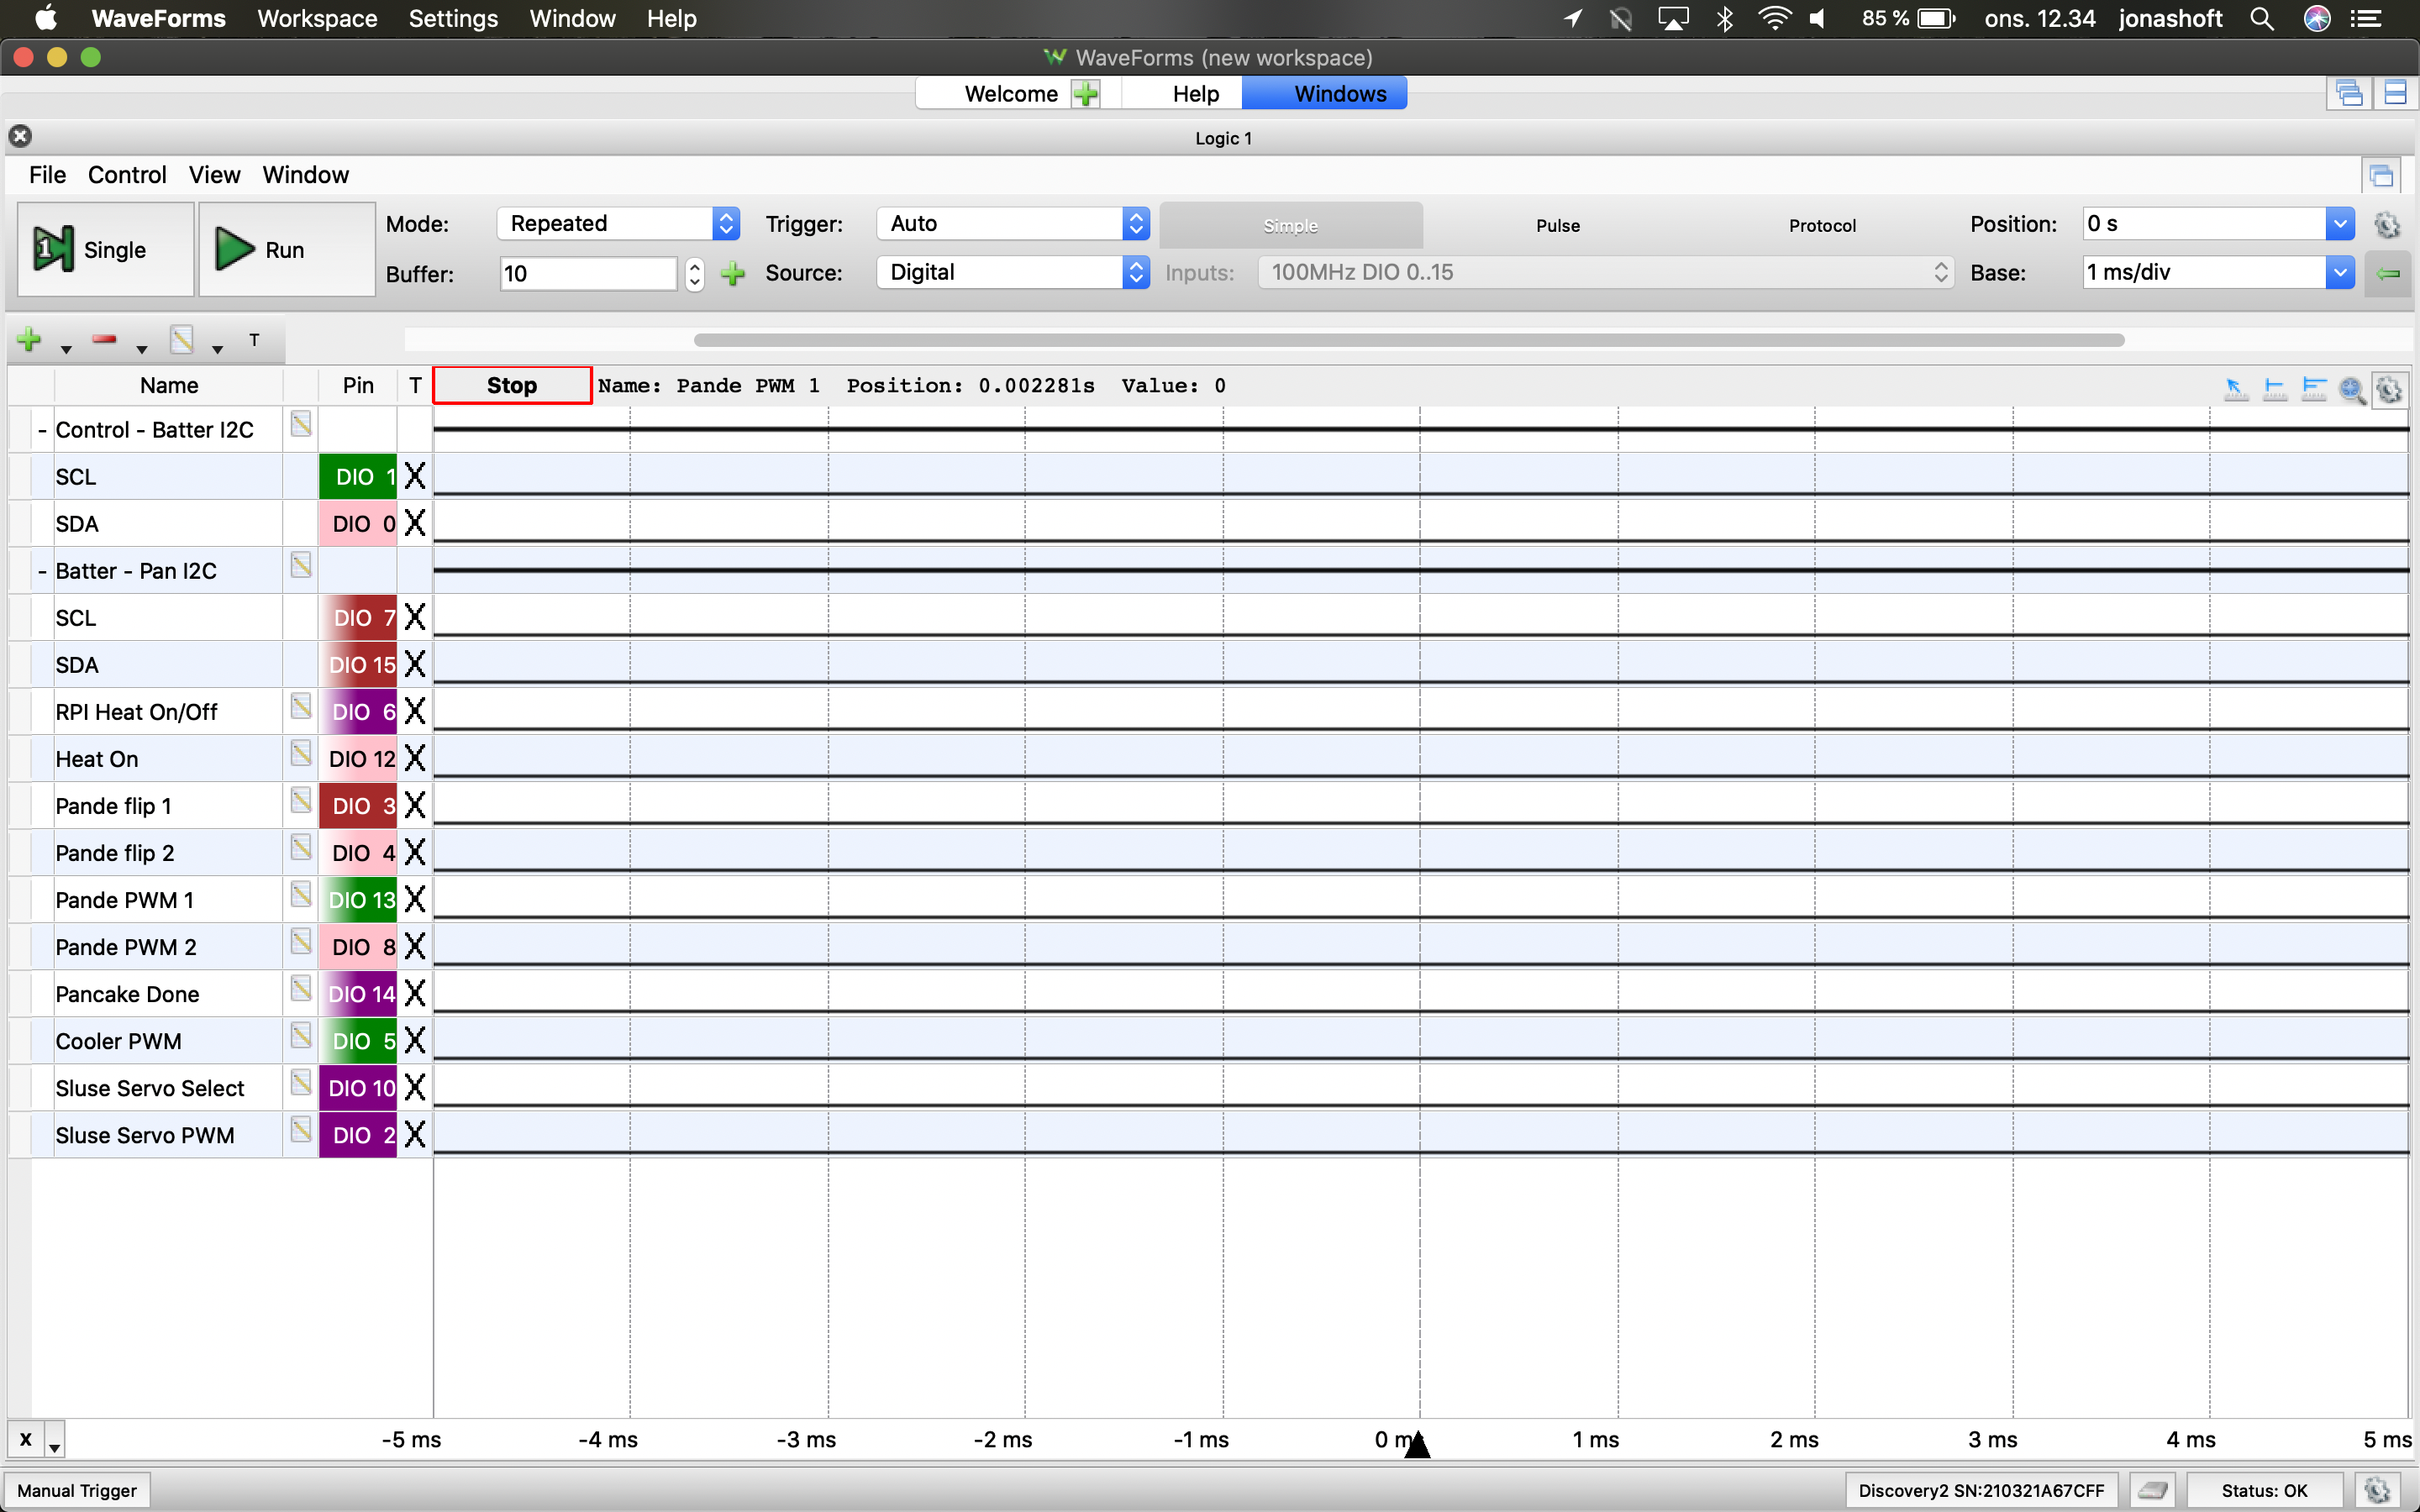 WaveForms Workspace Settings Window Help 85 % ons. 12.34 jonashoft
WaveForms (new workspace)
Welcome Help Windows
Logic 1
File Control View Window
Single Run Mode: Repeated Trigger: Auto Simple Pulse Protocol Position: 0 s
Buffer: 10 Source: Digital Inputs: 100MHz DIO 0..15 Base: 1 ms/div
T
Name Pin T Stop Name: Pande PWM 1 Position: 0.002281s Value: 0
- Control - Batter I2C
SCL DIO 1 X
SDA DIO 0 X
- Batter - Pan I2C
SCL DIO 7 X
SDA DIO 15 X
RPI Heat On/Off DIO 6 X
Heat On DIO 12 X
Pande flip 1 DIO 3 X
Pande flip 2 DIO 4 X
Pande PWM 1 DIO 13 X
Pande PWM 2 DIO 8 X
Pancake Done DIO 14 X
Cooler PWM DIO 5 X
Sluse Servo Select DIO 10 X
Sluse Servo PWM DIO 2 X
X -5 ms -4 ms -3 ms -2 ms -1 ms 0 ms 1 ms 2 ms 3 ms 4 ms 5 ms
Manual Trigger Discovery2 SN:210321A67CFF Status: OK